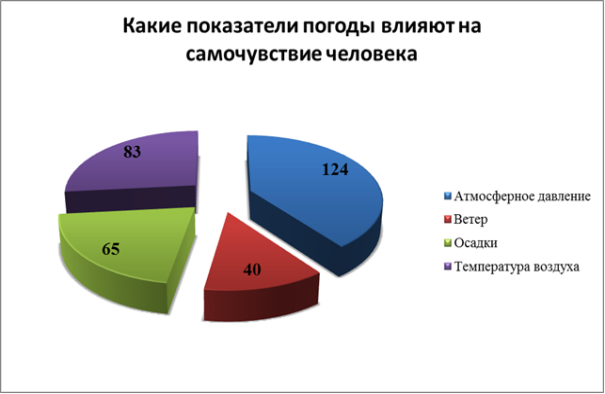 Какие показатели погоды влияют на
самочувствие человека
83
124
65
40
Атмосферное давление
Ветер
Осадки
Температура воздуха